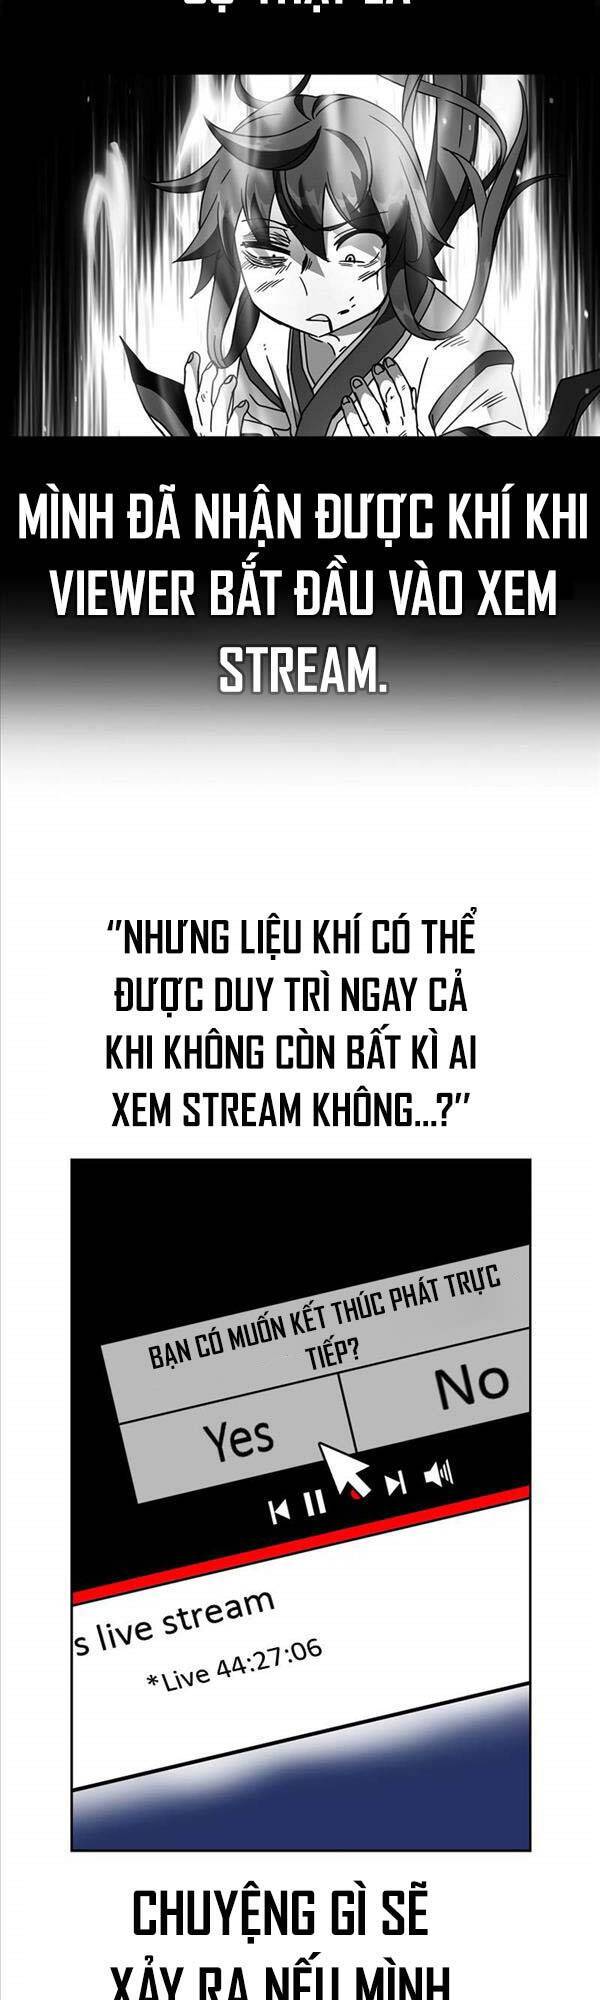 MÌNH ĐÃ NHẬN ĐƯỢC KHÍ KHI
VIEWER BẮT ĐẦU VÀO XEM
STREAM.
"NHƯNG LIỆU KHÍ CÓ THỂ
ĐƯỢC DUY TRÌ NGAY CẢ
KHI KHÔNG CÒN BẤT KÌ AI
XEM STREAM KHÔNG...?"
BẠN CÓ MUỐN KẾT THÚC PHÁT TRỰC
TIẾP?
Yes
No
s live stream
*Live 44:27:06
CHUYỆNG GÌ SẼ
XẢY RA NẾU MÌNH